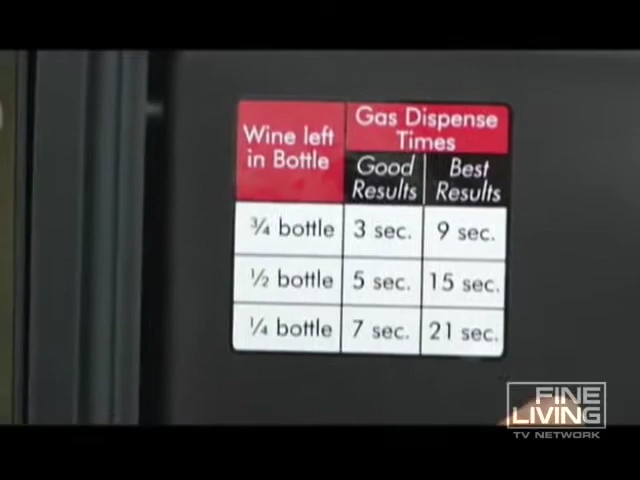 Wine left
in Bottle
Gas Dispense
Times
Good
Results
Best
Results
¾ bottle 3 sec. 9 sec.
½ bottle 5 sec. 15 sec.
¼ bottle 7 sec. 21 sec.
FINE
LIVING
TV NETWORK